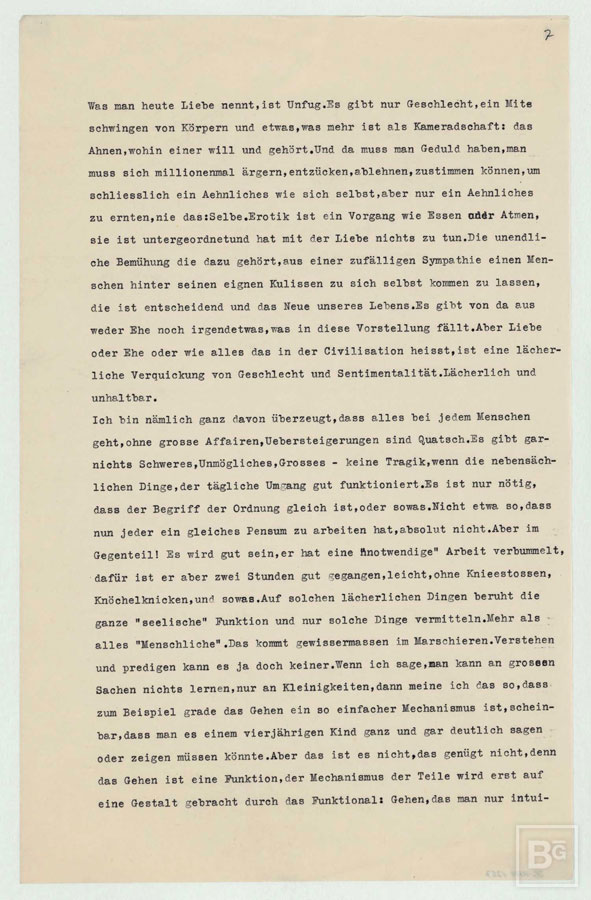 7
Was man heute Liebe nennt,ist Unfug.Es gibt nur Geschlecht,ein Mits
schwingen von Körpern und etwas,was mehr ist als Kameradschaft: das
Ahnen,wohin einer will und gehört.Und da muss man Geduld haben,man
muss sich millionenmal ärgern,entzücken,ablehnen,zustimmen können,um
schliesslich ein Aehnliches wie sich selbst,aber nur ein Aehnliches
zu ernten,nie das:Selbe.Erotik ist ein Vorgang wie Essen oder Atmen,
sie ist untergeordnetund hat mit der Liebe nichts zu tun.Die unendli-
che Bemühung die dazu gehört,aus einer zufälligen Sympathie einen Men-
schen hinter seinen eignen Kulissen zu sich selbst kommen zu lassen,
die ist entscheidend und das Neue unseres Lebens.Es gibt von da aus
weder Ehe noch irgendetwas,was in diese Vorstellung fällt.Aber Liebe
oder Ehe oder wie alles das in der Civilisation heisst,ist eine lächer-
liche Verquickung von Geschlecht und Sentimentalität.Lächerlich und
unhaltbar.
Ich bin nämlich ganz davon überzeugt,dass alles bei jedem Menschen
geht,ohne grosse Affairen,Uebersteigerungen sind Quatsch.Es gibt gar-
nichts Schweres,Unmögliches,Grosses - keine Tragik,wenn die nebensäch-
lichen Dinge,der tägliche Umgang gut funktioniert.Es ist nur nötig,
dass der Begriff der Ordnung gleich ist,oder sowas.Nicht etwa so,dass
nun jeder ein gleiches Pensum zu arbeiten hat,absolut nicht.Aber im
Gegenteil! Es wird gut sein,er hat eine "notwendige" Arbeit verbummelt,
dafür ist er aber zwei Stunden gut gegangen,leicht,ohne Knieestossen,
Knöchelknicken,und sowas.Auf solchen lächerlichen Dingen beruht die
ganze "seelische" Funktion und nur solche Dinge vermitteln.Mehr als
alles "Menschliche".Das kommt gewissermassen im Marschieren.Verstehen
und predigen kann es ja doch keiner.Wenn ich sage,man kann an grossen
Sachen nichts lernen,nur an Kleinigkeiten,dann meine ich das so,dass
zum Beispiel grade das Gehen ein so einfacher Mechanismus ist,schein-
bar,dass man es einem vierjährigen Kind ganz und gar deutlich sagen
oder zeigen müssen könnte.Aber das ist es nicht,das genügt nicht,denn
das Gehen ist eine Funktion,der Mechanismus der Teile wird erst auf
eine Gestalt gebracht durch das Funktional: Gehen,das man nur intui-
BG